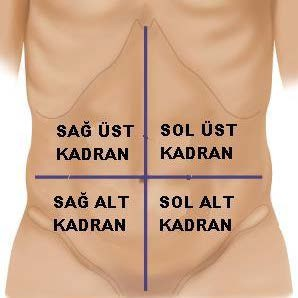 SAĞ ÜST
KADRAN
SOL ÜST
KADRAN
SAĞ ALT
KADRAN
SOL ALT
KADRAN